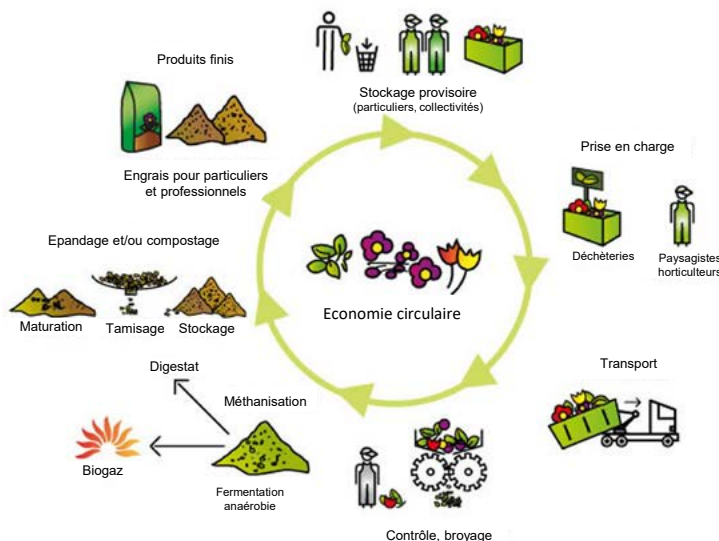 Produits finis
Stockage provisoire
(particuliers, collectivités)
Engrais pour particuliers
et professionnels
Prise en charge
Déchèteries
Paysagistes
horticulteurs
Epandage et/ou compostage
Maturation
Tamisage
Stockage
Economie circulaire
Transport
Digestat
Méthanisation
Biogaz
Fermentation
anaérobie
Contrôle, broyage